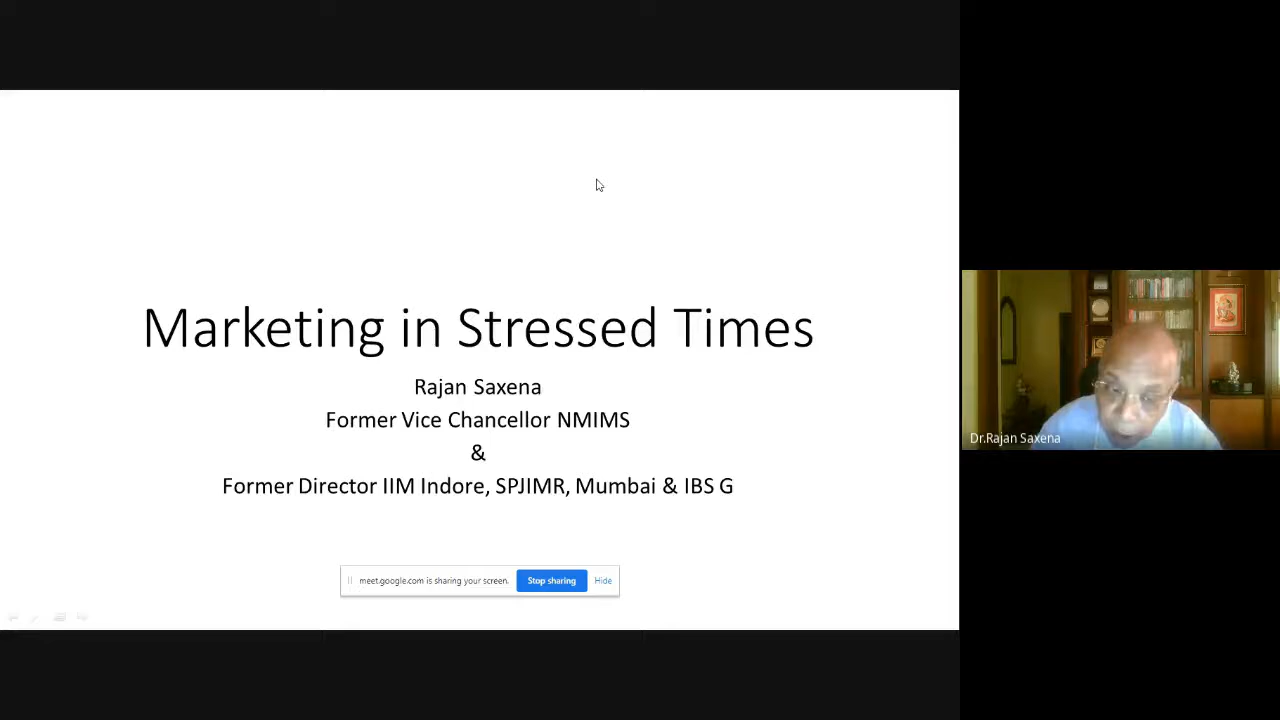 Marketing in Stressed Times
Rajan Saxena
Former Vice Chancellor NMIMS
&
Former Director IIM Indore, SPJIMR, Mumbai & IBS G
meet.google.com is sharing your screen.
Stop sharing
Hide
Dr.Rajan Saxena